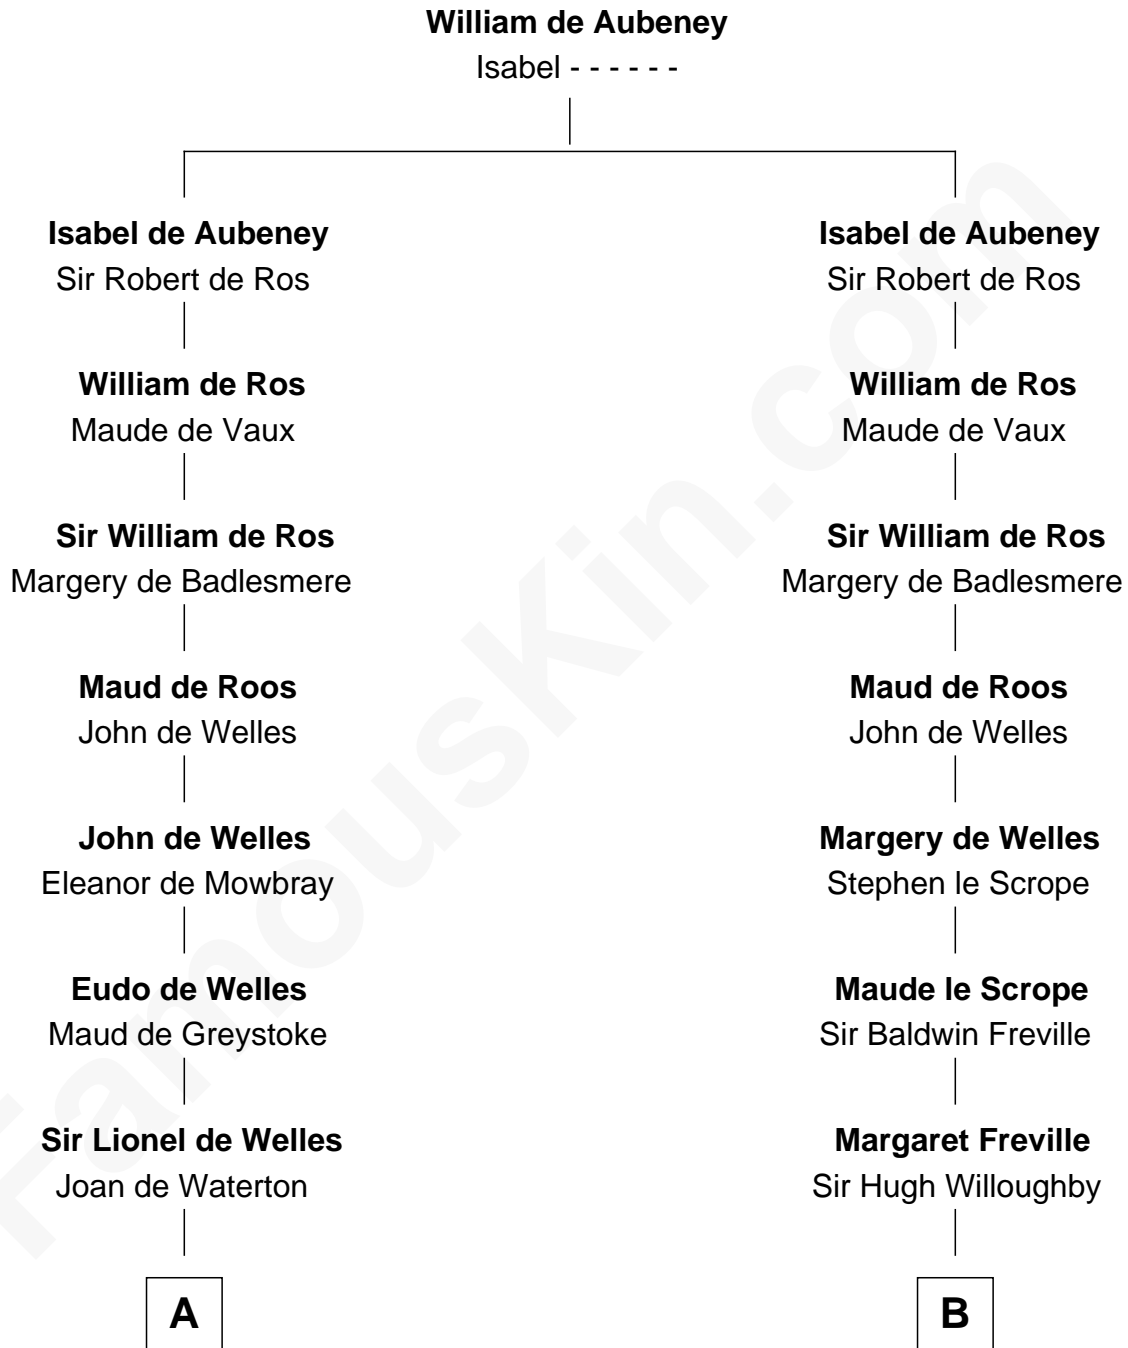 William de Aubeney
Isabel - - - - - -
Isabel de Aubeney
Sir Robert de Ros
William de Ros
Maude de Vaux
Sir William de Ros
Margery de Badlesmere
Maud de Roos
John de Welles
John de Welles
Eleanor de Mowbray
Eudo de Welles
Maud de Greystoke
Sir Lionel de Welles
Joan de Waterton
A
Isabel de Aubeney
Sir Robert de Ros
William de Ros
Maude de Vaux
Sir William de Ros
Margery de Badlesmere
Maud de Roos
John de Welles
Margery de Welles
Stephen le Scrope
Maude le Scrope
Sir Baldwin Freville
Margaret Freville
Sir Hugh Willoughby
B
FamousKin.com